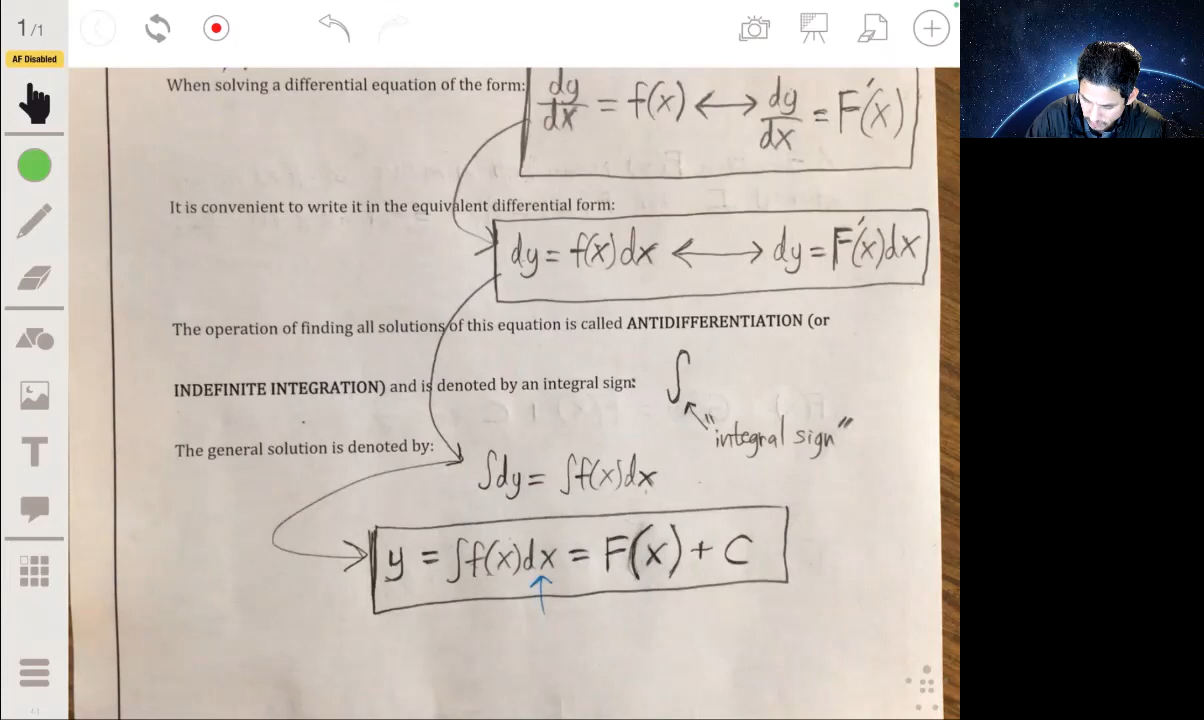 1/1
AF Disabled
When solving a differential equation of the form: dy/dx = f(x) ⟷ dy/dx = F′(x)
It is convenient to write it in the equivalent differential form:
dy = f(x)dx ⟷ dy = F′(x)dx
The operation of finding all solutions of this equation is called ANTIDIFFERENTIATION (or
INDEFINITE INTEGRATION) and is denoted by an integral sign: ∫
"integral sign"
The general solution is denoted by:
∫dy = ∫f(x)dx
y = ∫f(x)dx = F(x) + C
T